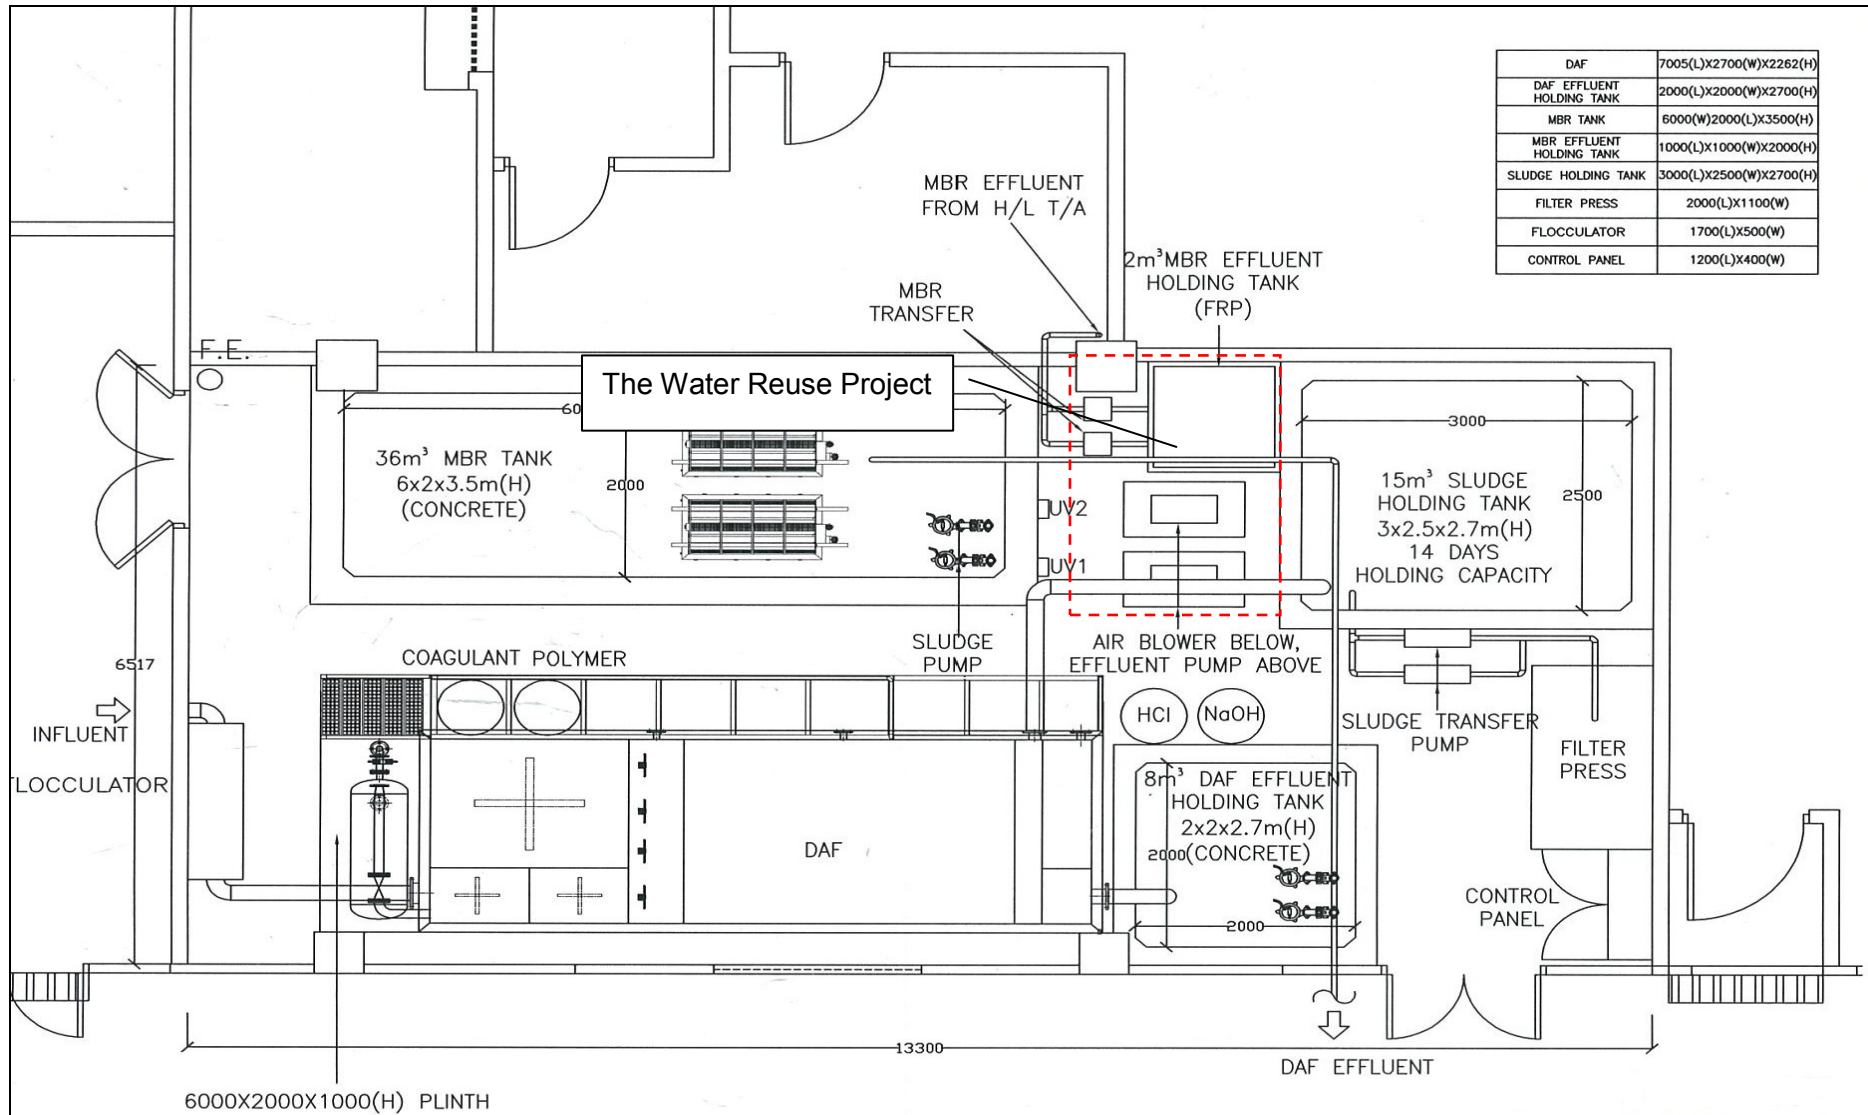 DAF 7005(L)X2700(W)X2262(H)
DAF EFFLUENT
HOLDING TANK 2000(L)X2000(W)X2700(H)
MBR TANK 6000(W)2000(L)X3500(H)
MBR EFFLUENT
HOLDING TANK 1000(L)X1000(W)X2000(H)
SLUDGE HOLDING TANK 3000(L)X2500(W)X2700(H)
FILTER PRESS 2000(L)X1100(W)
FLOCCULATOR 1700(L)X500(W)
CONTROL PANEL 1200(L)X400(W)
MBR EFFLUENT
FROM H/L T/A
2m³MBR EFFLUENT
HOLDING TANK
(FRP)
MBR
TRANSFER
F.E.
The Water Reuse Project
60
36m³ MBR TANK
6x2x3.5m(H)
(CONCRETE)
2000
UV2
UV1
3000
15m³ SLUDGE
HOLDING TANK
3x2.5x2.7m(H)
14 DAYS
HOLDING CAPACITY
2500
SLUDGE
PUMP
AIR BLOWER BELOW,
EFFLUENT PUMP ABOVE
COAGULANT POLYMER
6517
INFLUENT
LOCCULATOR
HCl
NaOH
SLUDGE TRANSFER
PUMP
FILTER
PRESS
DAF
8m³ DAF EFFLUENT
HOLDING TANK
2x2x2.7m(H)
2000(CONCRETE)
2000
CONTROL
PANEL
13300
DAF EFFLUENT
6000X2000X1000(H) PLINTH